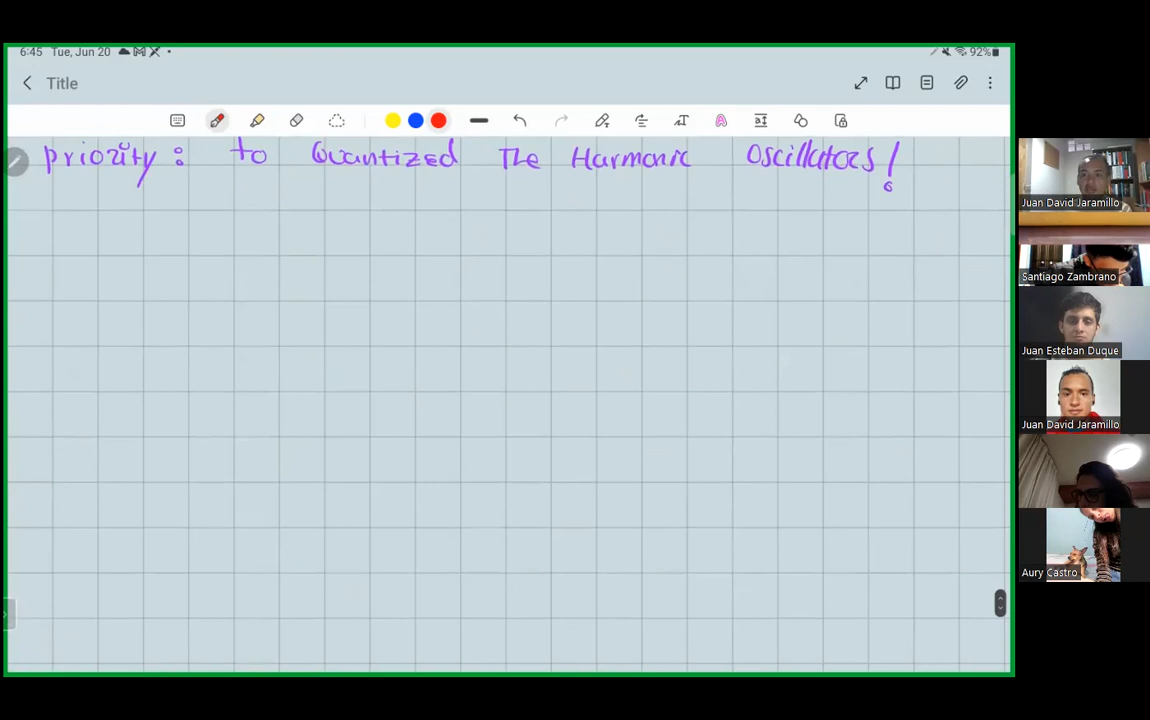 6:45 Tue, Jun 20 92%
Title
priority: to Quantized The Harmonic Oscillators!
Juan David Jaramillo
Santiago Zambrano
Juan Esteban Duque
Juan David Jaramillo
Aury Castro